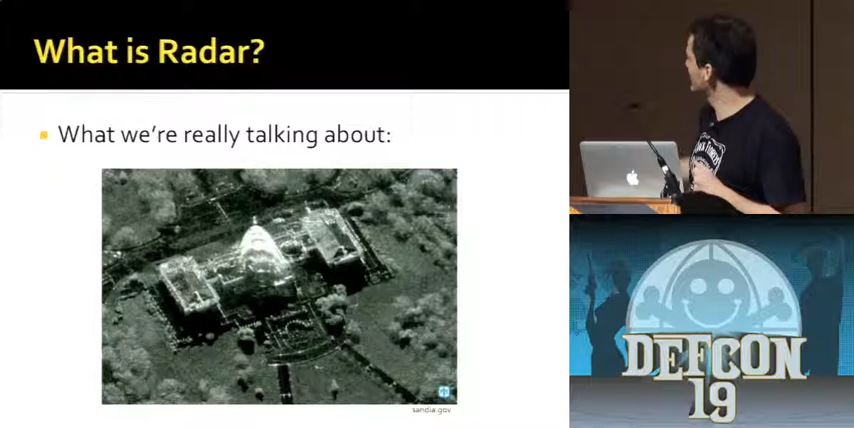 What is Radar?
What we're really talking about:
sandia.gov
DEFCON
19